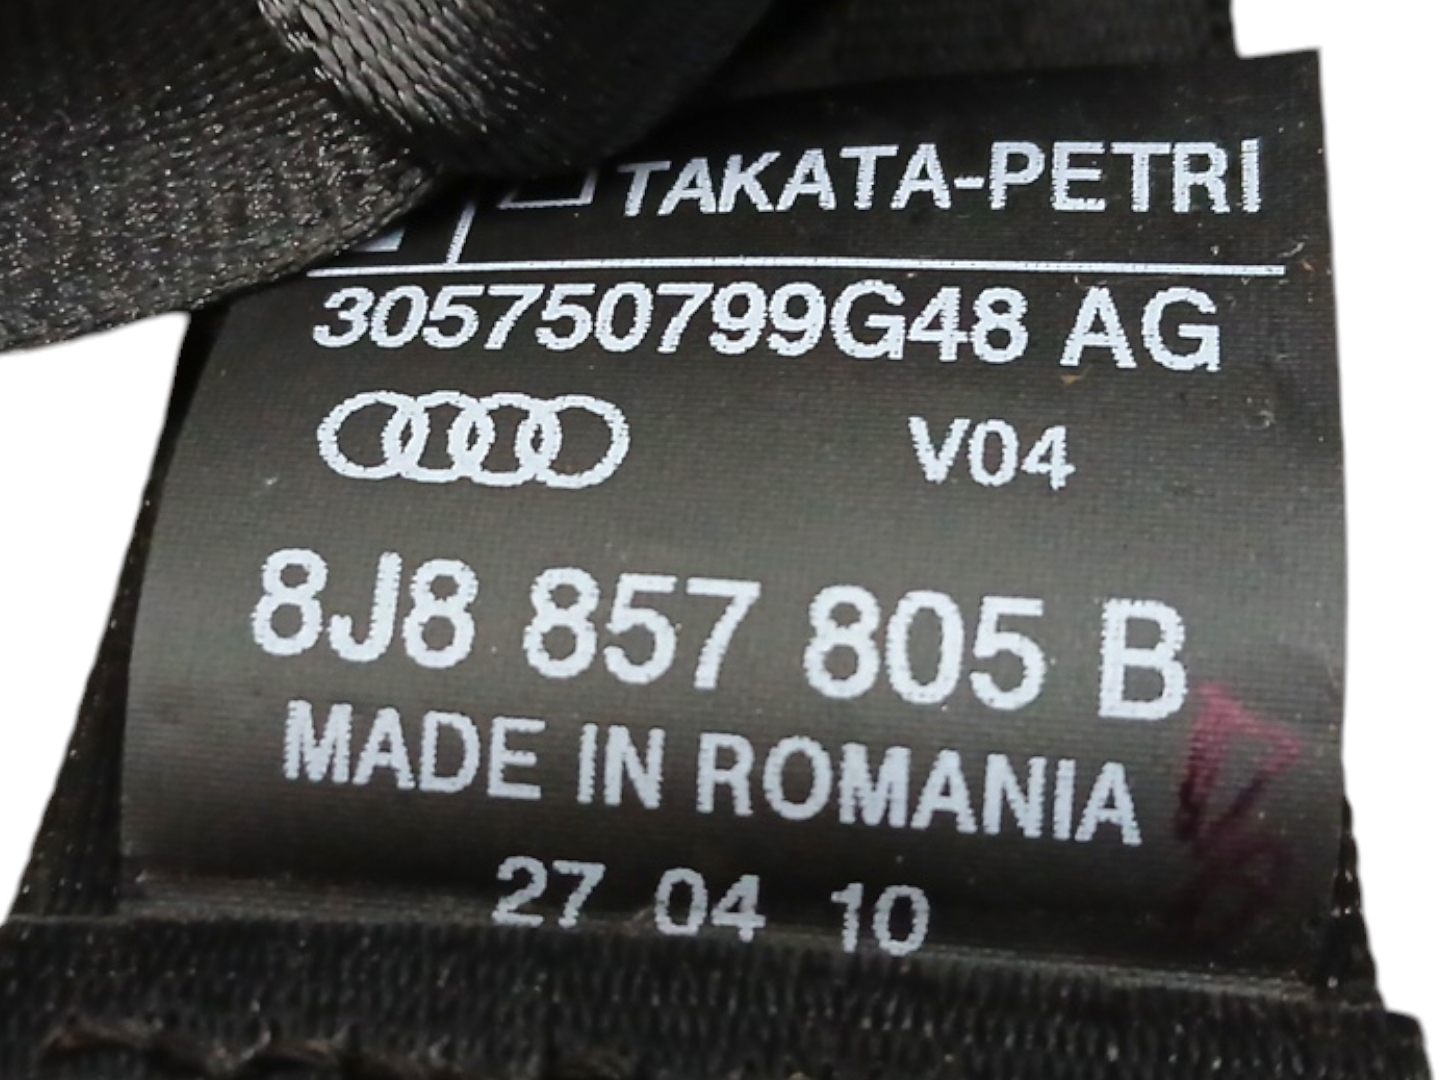 TAKATA-PETRI
305750799G48 AG
V04
8J8 857 805 B
MADE IN ROMANIA
27 04 10